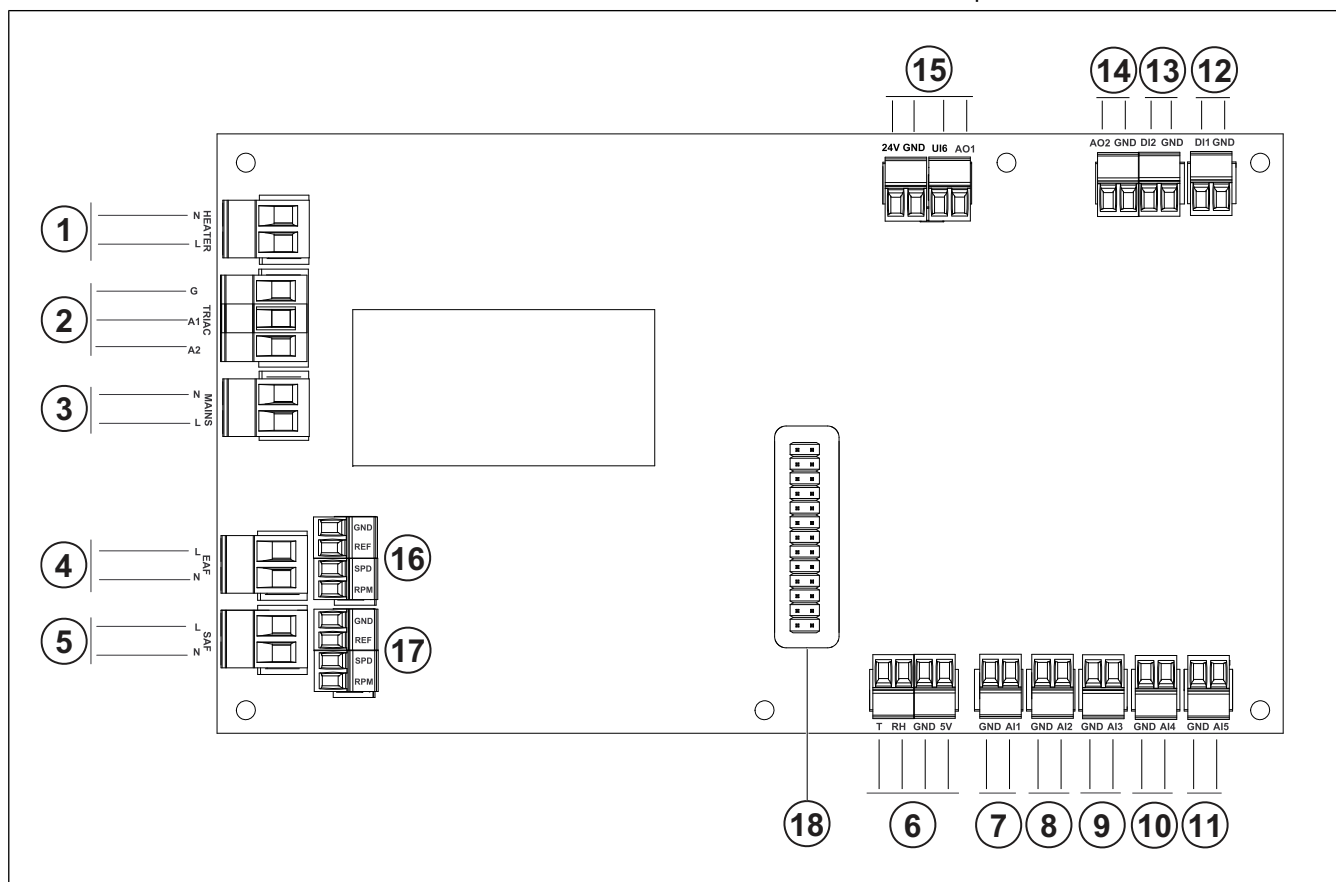 15
14 13 12
24V GND UI6 AO1
AO2 GND DI2 GND
DI1 GND
1
N
L
HEATER
2
G
A1
A2
TRIAC
3
N
L
MAINS
4
L
N
EAF
16
GND
REF
SPD
RPM
5
L
N
SAF
17
GND
REF
SPD
RPM
T RH GND 5V
GND AI1
GND AI2
GND AI3
GND AI4
GND AI5
18 6 7 8 9 10 11